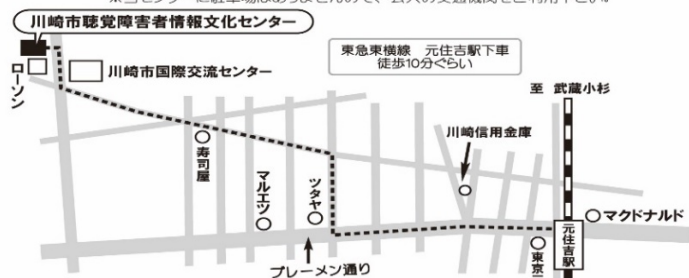 川崎市聴覚障害者情報文化センター
東急東横線 元住吉駅下車
徒歩10分ぐらい
ローソン
川崎市国際交流センター
至 武蔵小杉
川崎信用金庫
寿司屋
マルエツ
ツタヤ
マクドナルド
元住吉駅
東京
ブレーメン通り